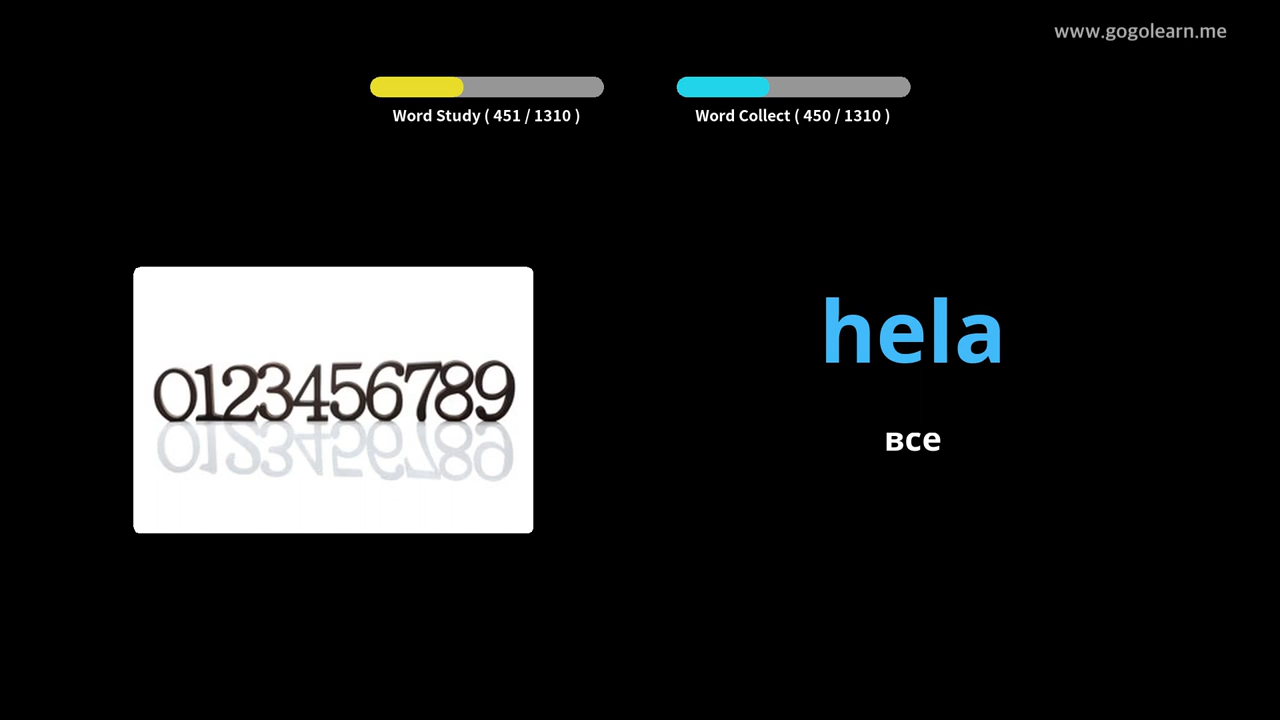 www.gogolearn.me
Word Study ( 451 / 1310 )
Word Collect ( 450 / 1310 )
0123456789
hela
все